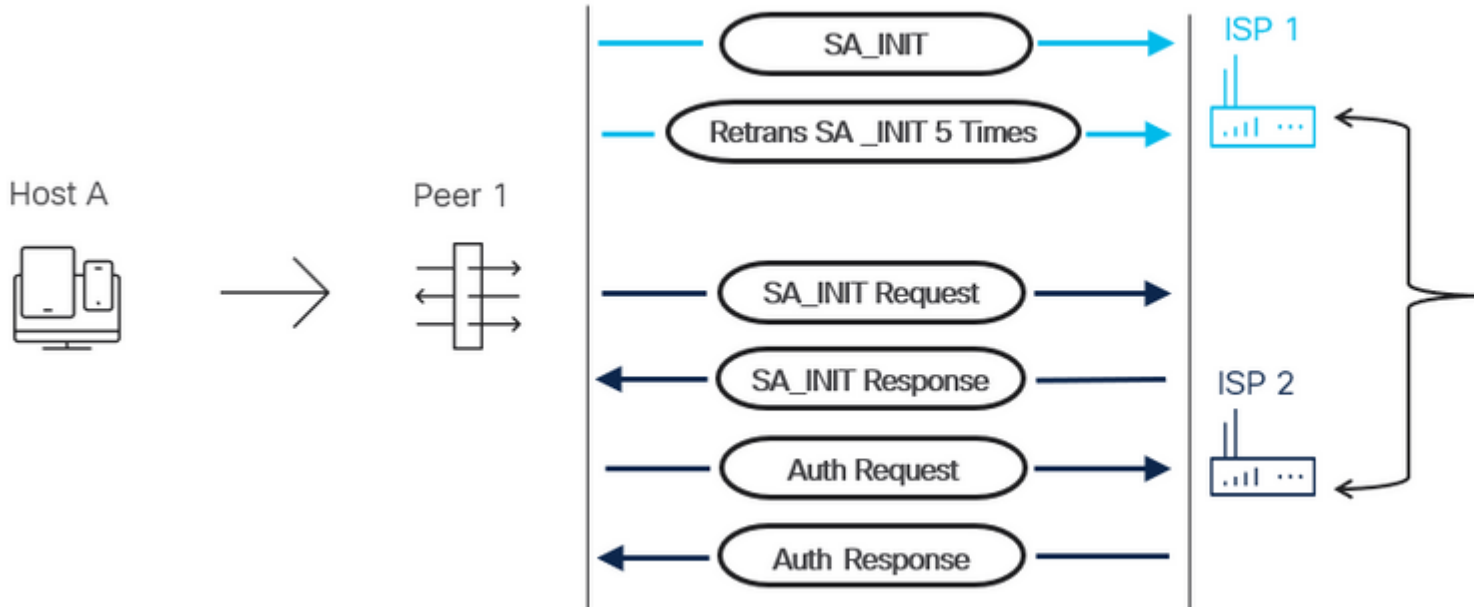 SA_INIT
ISP 1
Retrans SA _INIT 5 Times
Host A
Peer 1
SA_INIT Request
SA_INIT Response
ISP 2
Auth Request
Auth Response